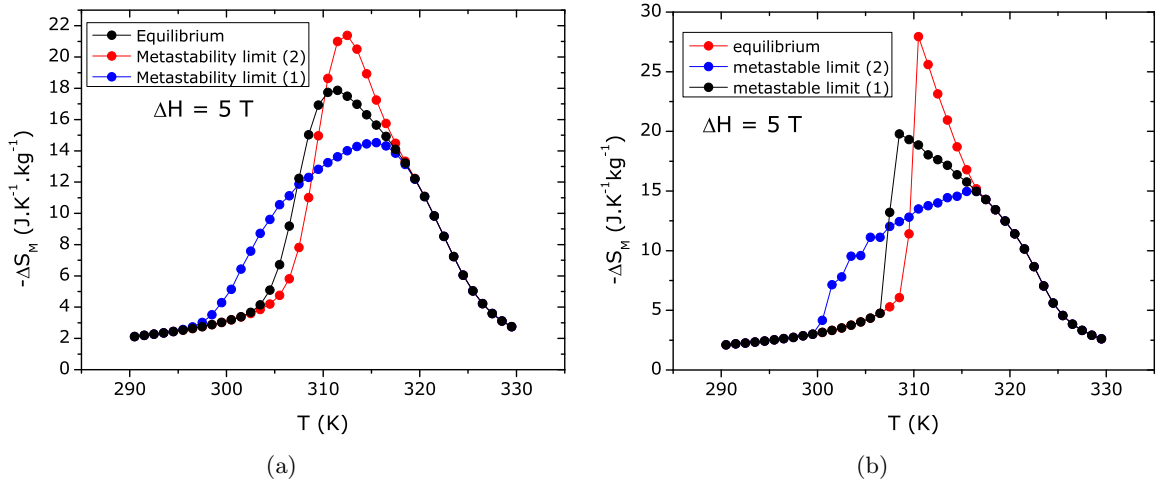 22
20
18
16
14
12
10
8
6
4
2
0
-ΔS_M (J.K⁻¹.kg⁻¹)
Equilibrium
Metastability limit (2)
Metastability limit (1)
ΔH = 5 T
290 300 310 320 330
T (K)
(a)
30
25
20
15
10
5
0
-ΔS_M (J.K⁻¹kg⁻¹)
equilibrium
metastable limit (2)
metastable limit (1)
ΔH = 5 T
290 300 310 320 330
T (K)
(b)